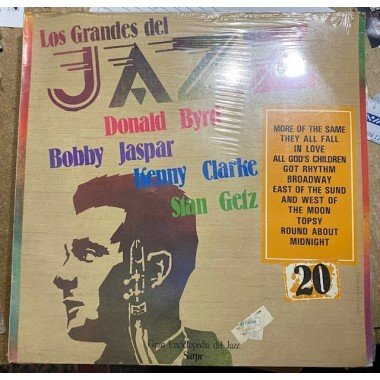 Los Grandes del
JAZZ
Donald Byrd
Bobby Jaspar
Kenny Clarke
Stan Getz
MORE OF THE SAME
THEY ALL FALL
IN LOVE
ALL GOD'S CHILDREN
GOT RHYTHM
BROADWAY
EAST OF THE SUND
AND WEST OF
THE MOON
TOPSY
ROUND ABOUT
MIDNIGHT
20
Gran Enciclopedia del Jazz
Sarpe